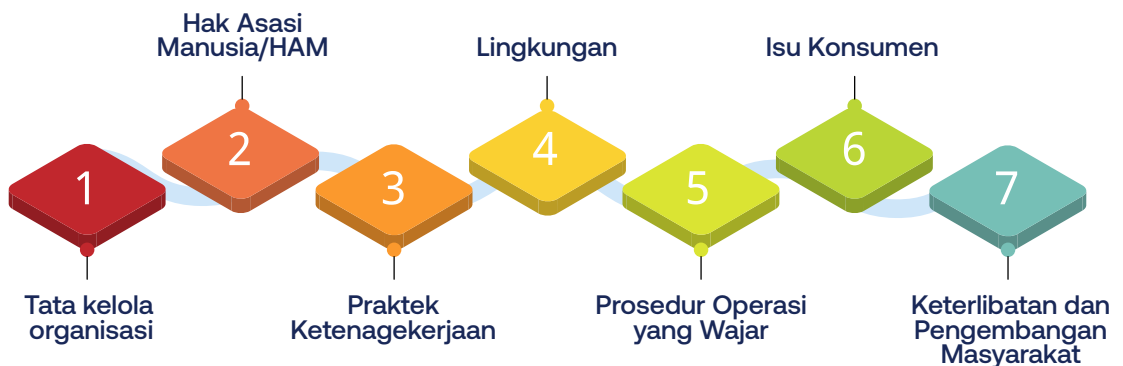 1
Tata kelola
organisasi
2
Hak Asasi
Manusia/HAM
3
Praktek
Ketenagekerjaan
4
Lingkungan
5
Prosedur Operasi
yang Wajar
6
Isu Konsumen
7
Keterlibatan dan
Pengembangan
Masyarakat